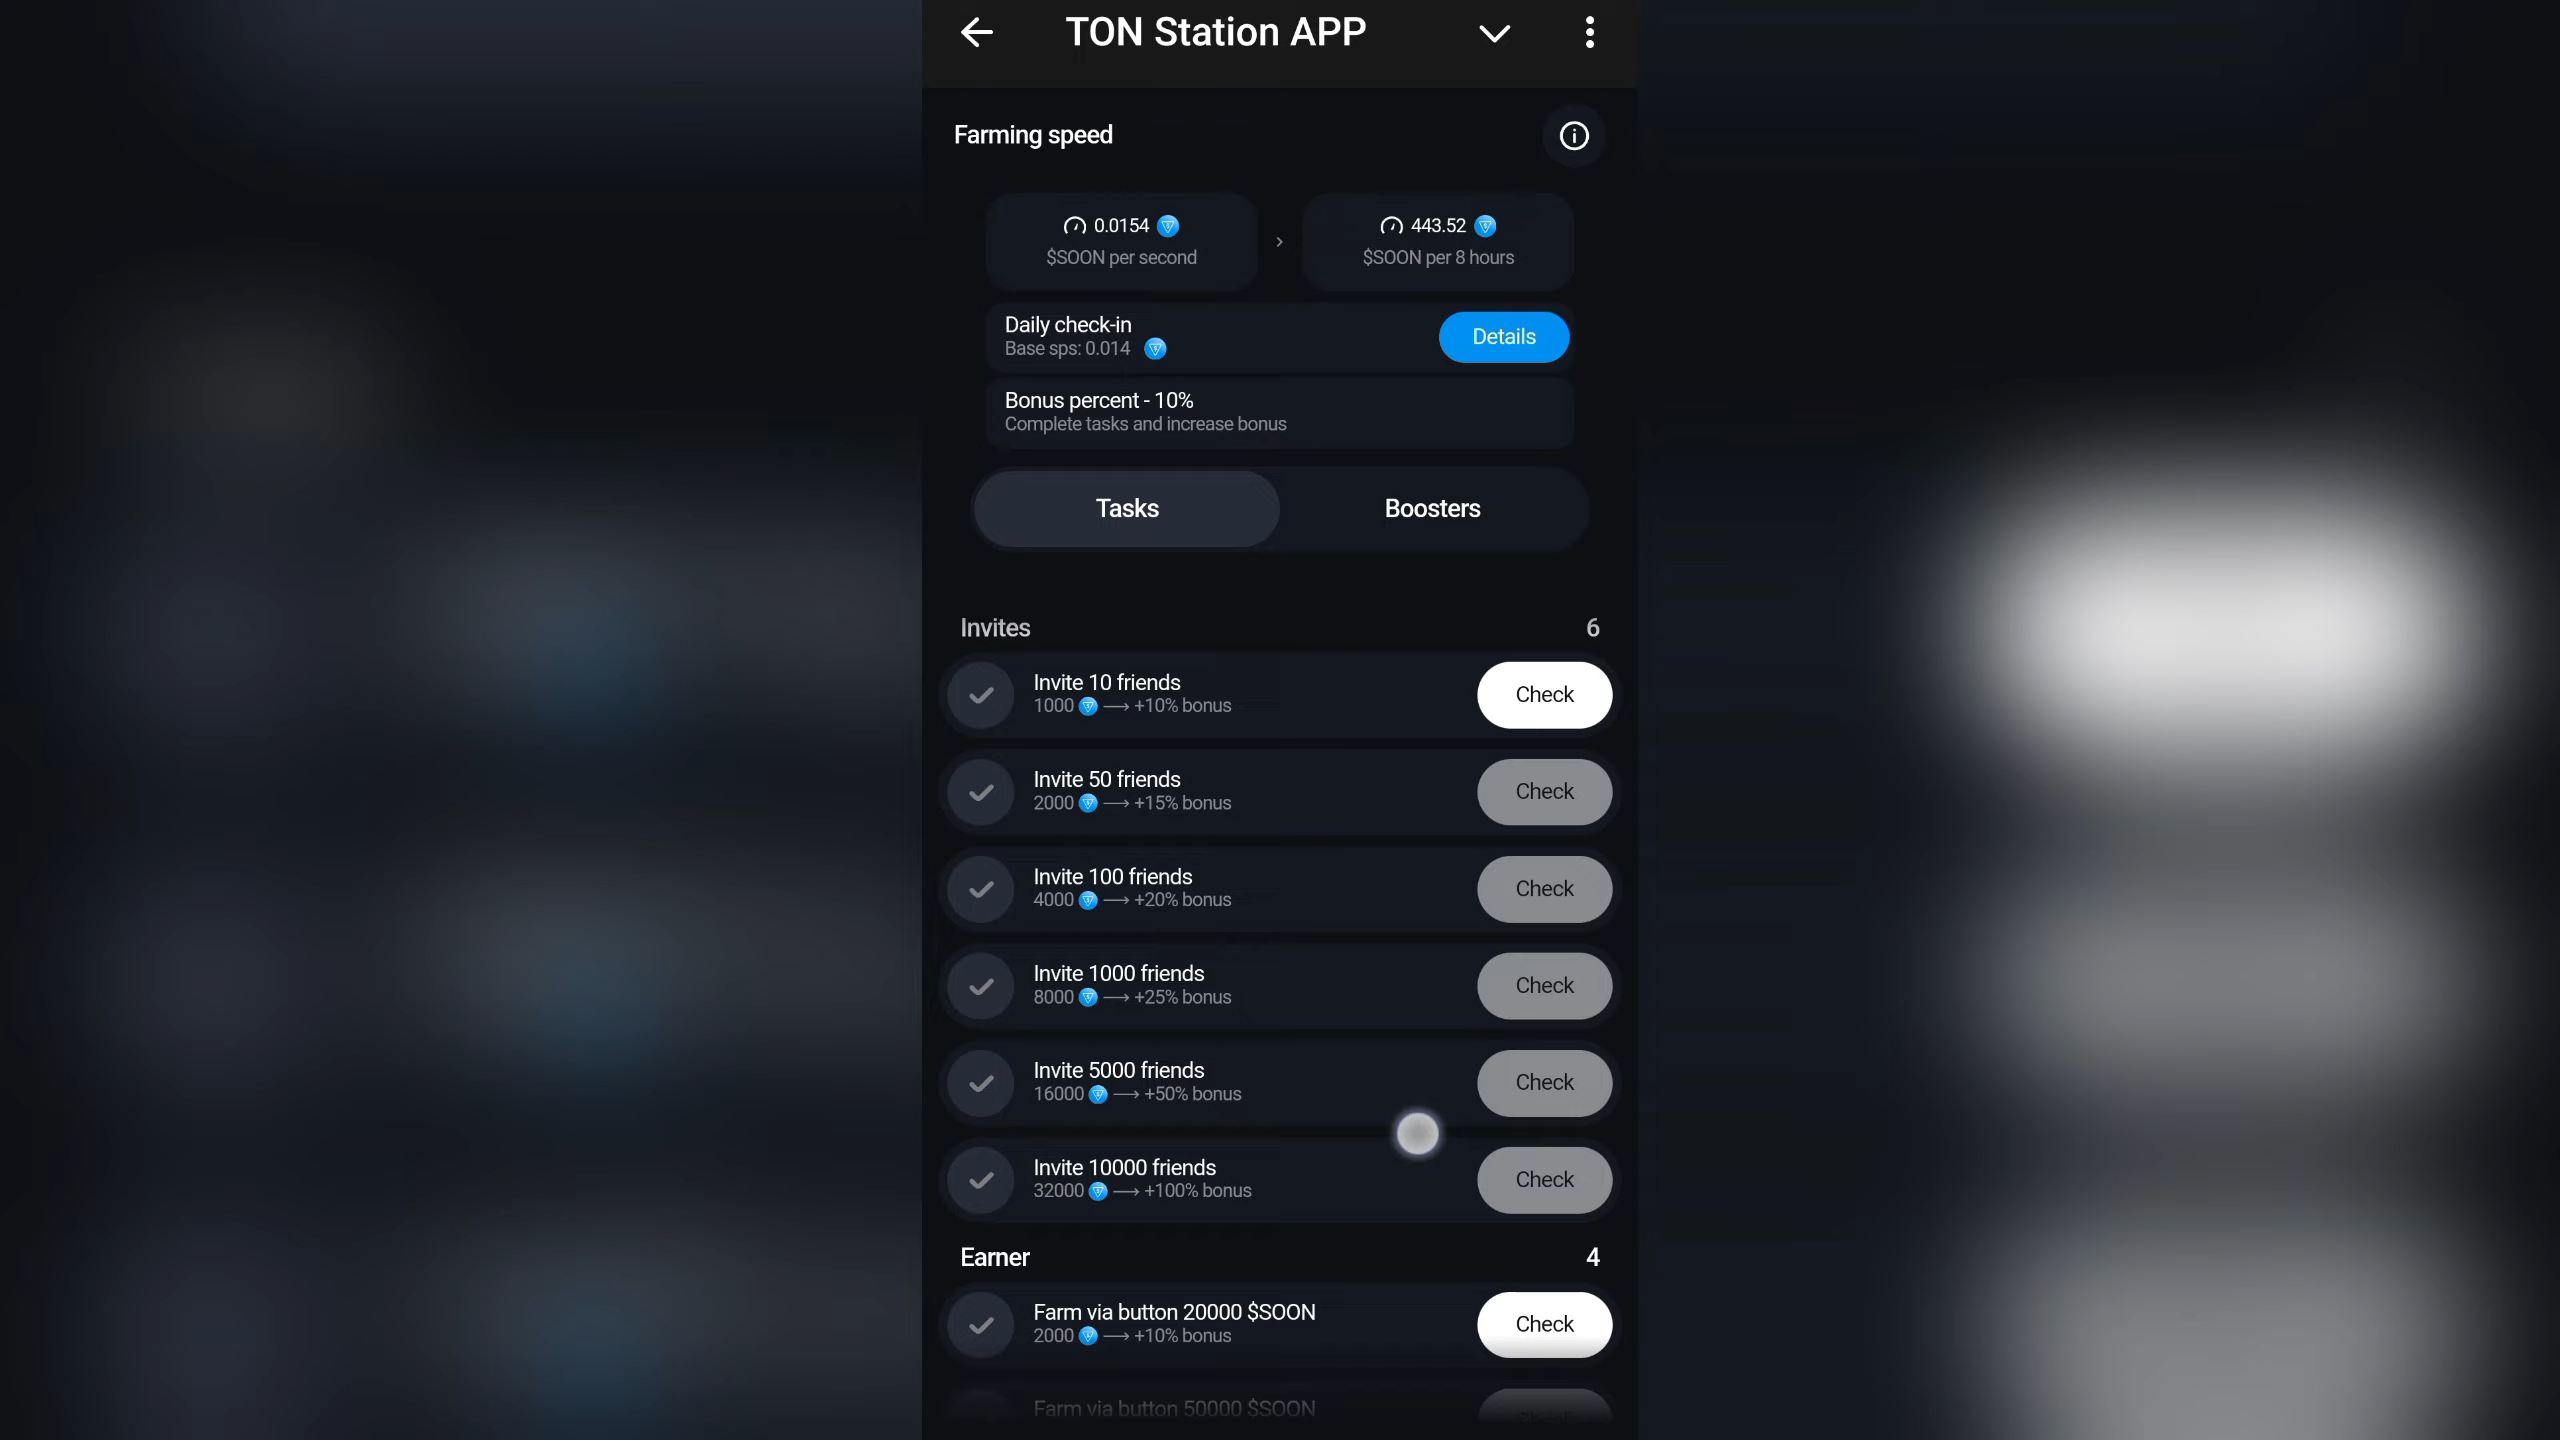 TON Station APP
Farming speed
0.0154
$SOON per second
443.52
$SOON per 8 hours
Daily check-in
Base sps: 0.014
Details
Bonus percent - 10%
Complete tasks and increase bonus
Tasks
Boosters
Invites
6
Invite 10 friends
1000 → +10% bonus
Check
Invite 50 friends
2000 → +15% bonus
Check
Invite 100 friends
4000 → +20% bonus
Check
Invite 1000 friends
8000 → +25% bonus
Check
Invite 5000 friends
16000 → +50% bonus
Check
Invite 10000 friends
32000 → +100% bonus
Check
Earner
4
Farm via button 20000 $SOON
2000 → +10% bonus
Check
Farm via button 50000 $SOON